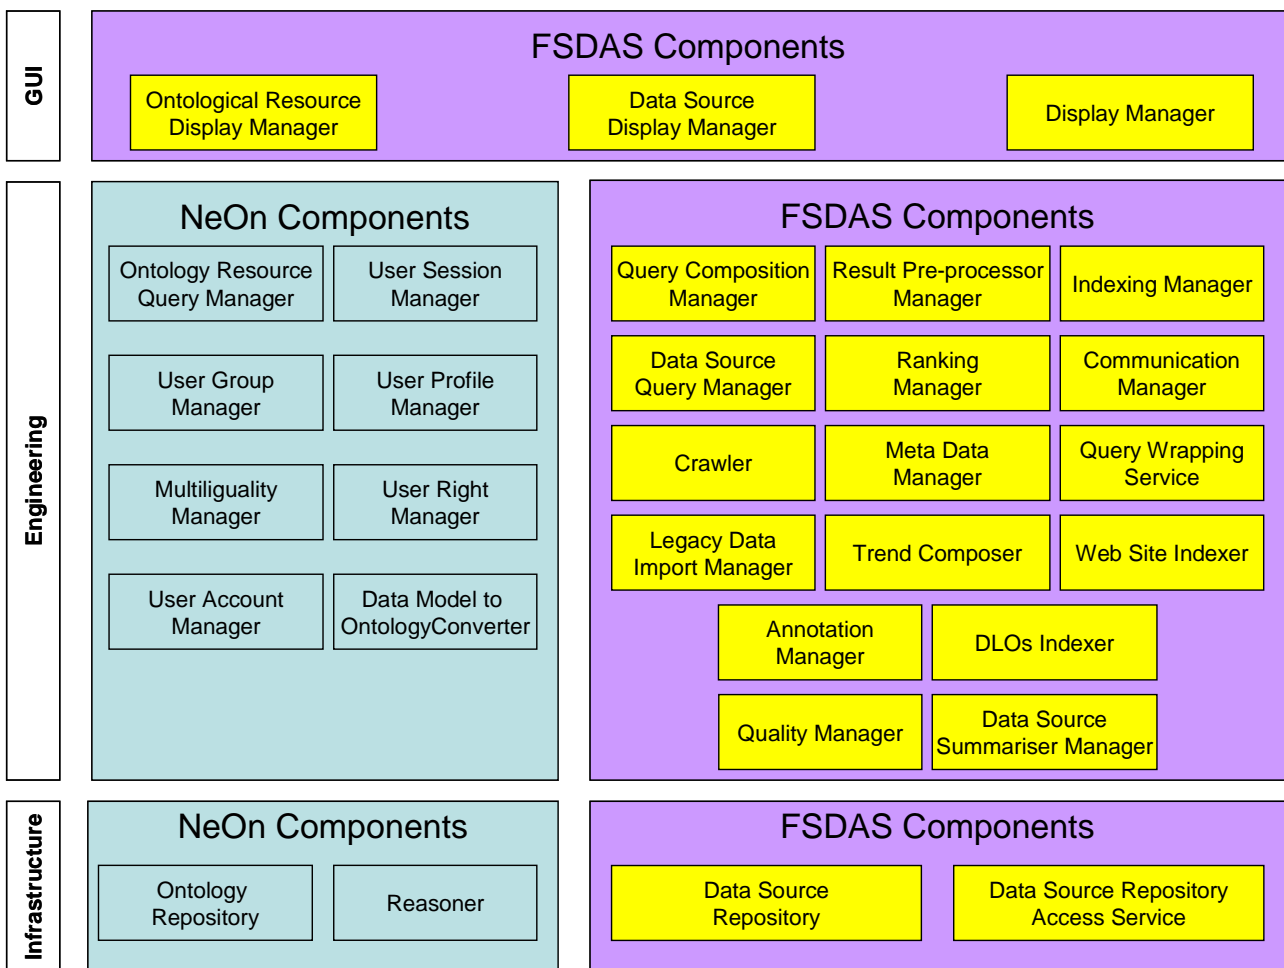 GUI
FSDAS Components
Ontological Resource
Display Manager
Data Source
Display Manager
Display Manager
Engineering
NeOn Components
Ontology Resource
Query Manager
User Session
Manager
User Group
Manager
User Profile
Manager
Multiliguality
Manager
User Right
Manager
User Account
Manager
Data Model to
OntologyConverter
FSDAS Components
Query Composition
Manager
Result Pre-processor
Manager
Indexing Manager
Data Source
Query Manager
Ranking
Manager
Communication
Manager
Crawler
Meta Data
Manager
Query Wrapping
Service
Legacy Data
Import Manager
Trend Composer
Web Site Indexer
Annotation
Manager
DLOs Indexer
Quality Manager
Data Source
Summariser Manager
Infrastructure
NeOn Components
Ontology
Repository
Reasoner
FSDAS Components
Data Source
Repository
Data Source Repository
Access Service